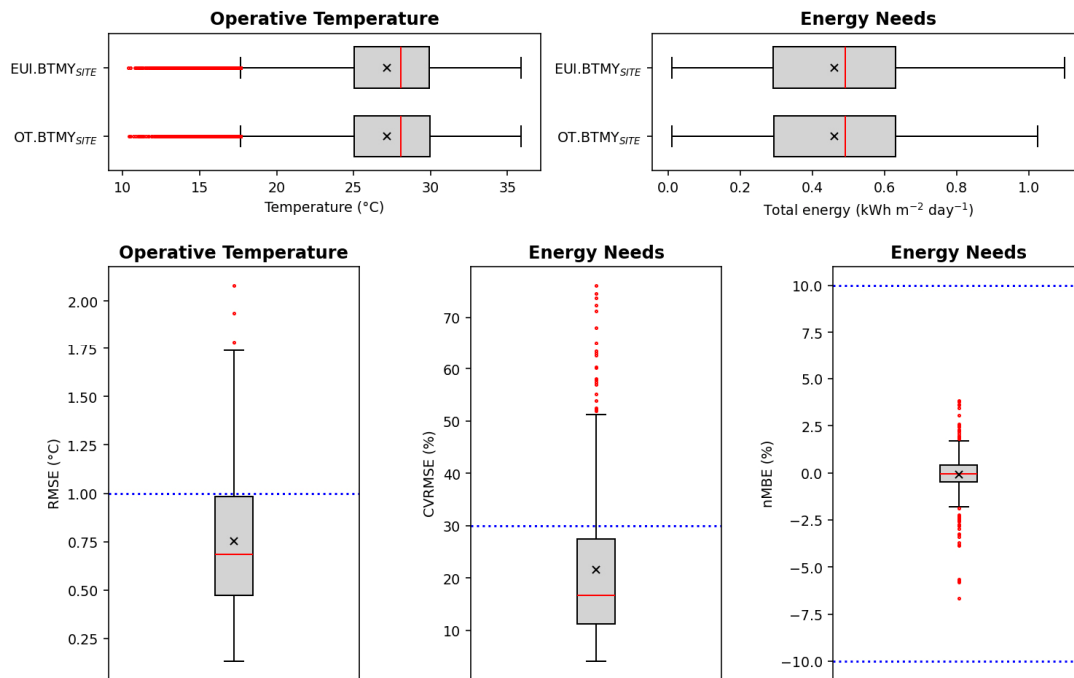 Operative Temperature
EUI.BTMY_SITE
OT.BTMY_SITE
10 15 20 25 30 35
Temperature (°C)
Energy Needs
EUI.BTMY_SITE
OT.BTMY_SITE
0.0 0.2 0.4 0.6 0.8 1.0
Total energy (kWh m⁻² day⁻¹)
Operative Temperature
RMSE (°C)
2.00
1.75
1.50
1.25
1.00
0.75
0.50
0.25
Energy Needs
CVRMSE (%)
70
60
50
40
30
20
10
Energy Needs
nMBE (%)
10.0
7.5
5.0
2.5
0.0
−2.5
−5.0
−7.5
−10.0